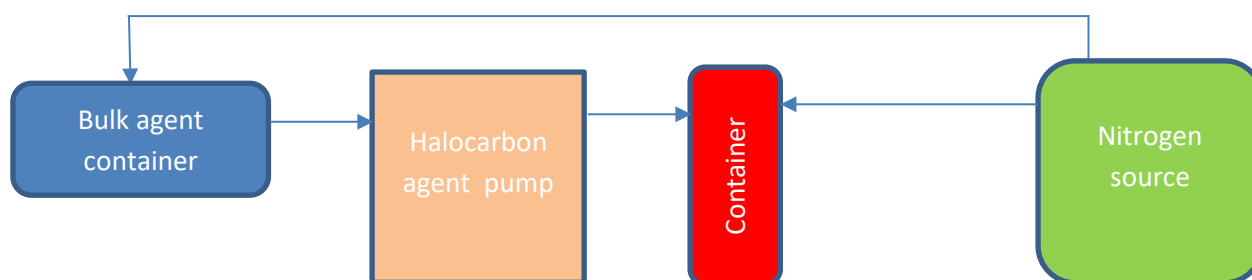 Bulk agent
container
Halocarbon
agent pump
Container
Nitrogen
source